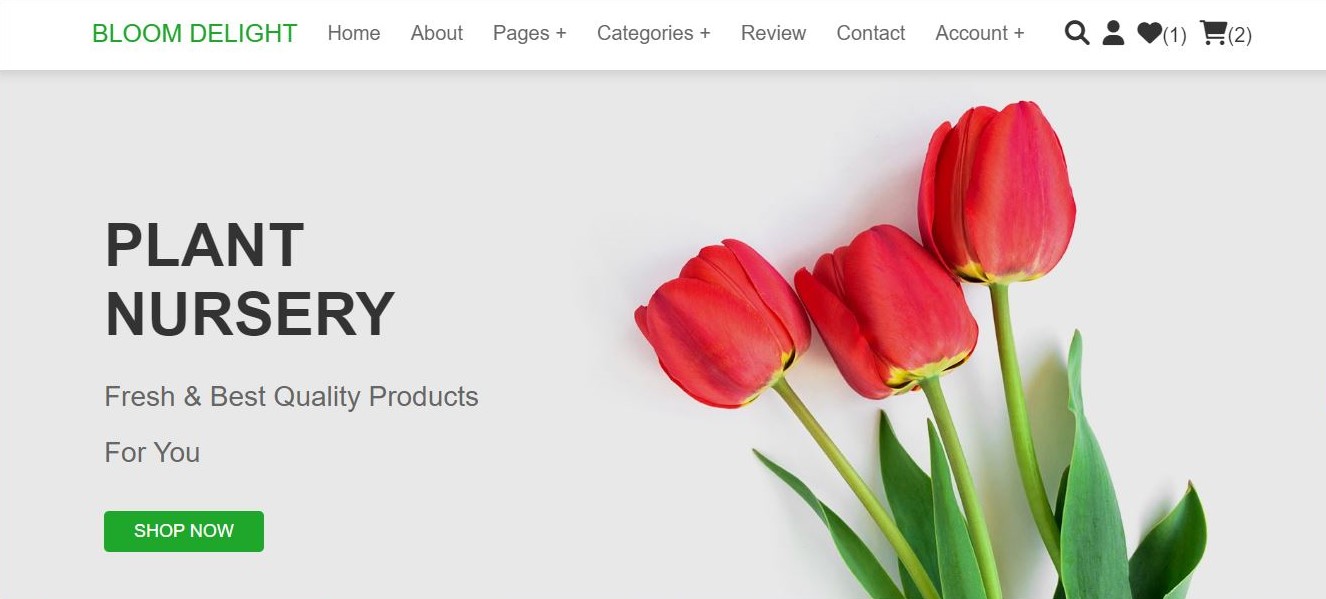 BLOOM DELIGHT Home About Pages + Categories + Review Contact Account + (1) (2)
PLANT
NURSERY
Fresh & Best Quality Products
For You
SHOP NOW